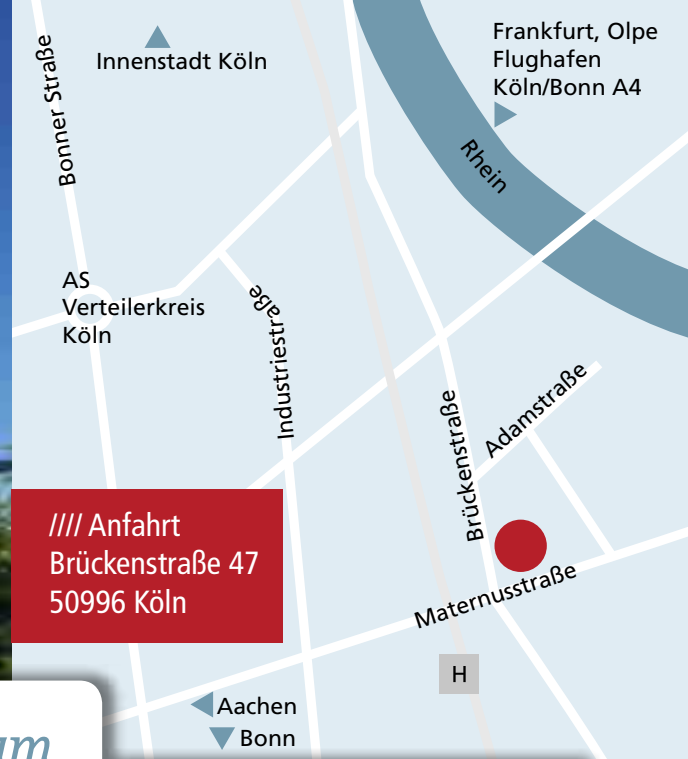 Bonner Straße
Innenstadt Köln
Frankfurt, Olpe
Flughafen
Köln/Bonn A4
Rhein
AS
Verteilerkreis
Köln
Industriestraße
Brückenstraße
Adamstraße
//// Anfahrt
Brückenstraße 47
50996 Köln
Maternusstraße
H
Aachen
Bonn